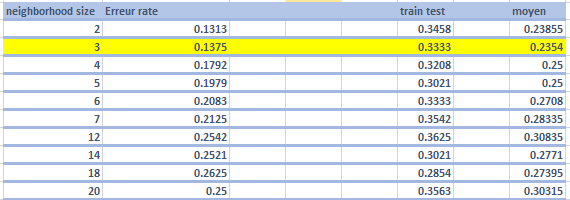 neighborhood size Erreur rate train test moyen
2 0.1313 0.3458 0.23855
3 0.1375 0.3333 0.2354
4 0.1792 0.3208 0.25
5 0.1979 0.3021 0.25
6 0.2083 0.3333 0.2708
7 0.2125 0.3542 0.28335
12 0.2542 0.3625 0.30835
14 0.2521 0.3021 0.2771
18 0.2625 0.2854 0.27395
20 0.25 0.3563 0.30315